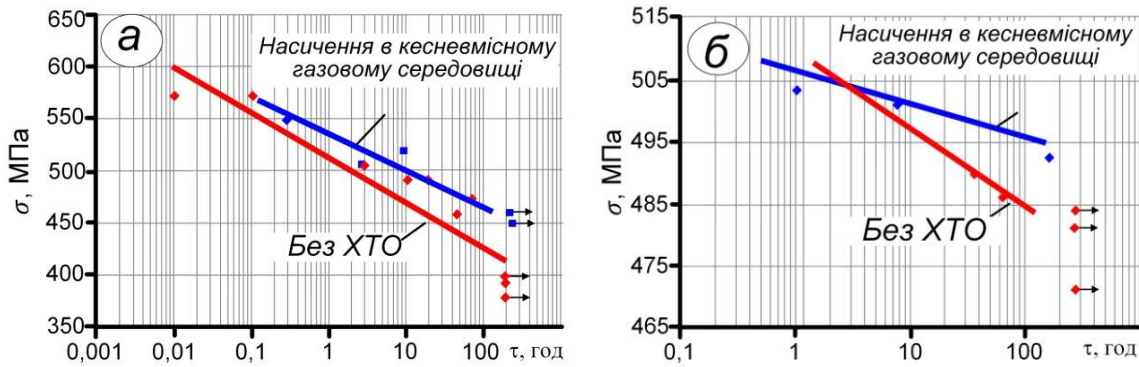 а
650
600
550
500
450
400
350
σ, МПа
Насичення в кесневмісному
газовому середовищі
Без ХТО
0,001
0,01
0,1
1
10
100
τ, год
б
515
505
495
485
475
465
σ, МПа
Насичення в кесневмісному
газовому середовищі
Без ХТО
0,1
1
10
100
τ, год